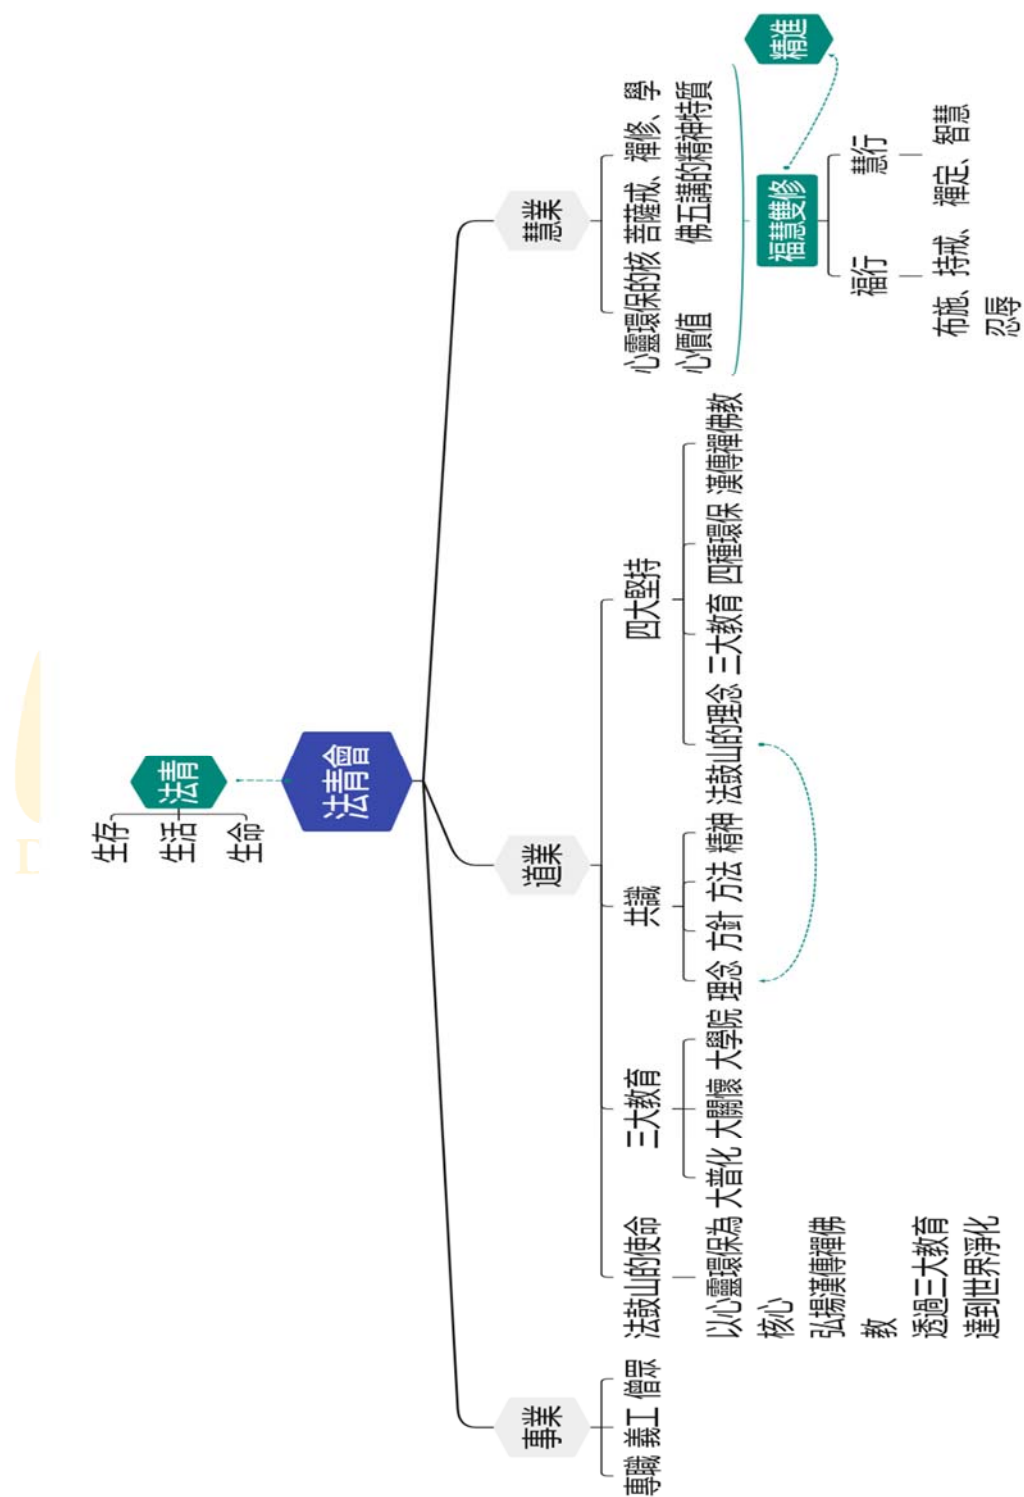 生存
生活
生命
法青
法青會
事業
專職
義工
僧眾
道業
法鼓山的使命
以心靈環保為
核心
弘揚漢傳禪佛
教
透過三大教育
達到世界淨化
三大教育
大普化
大關懷
大學院
共識
理念
方針
方法
精神
四大堅持
法鼓山的理念
三大教育
四種環保
漢傳禪佛教
慧業
心靈環保的核
心價值
菩薩戒、禪修、學
佛五講的精神特質
福慧雙修
精進
福行
布施、持戒、
忍辱
慧行
禪定、智慧
D